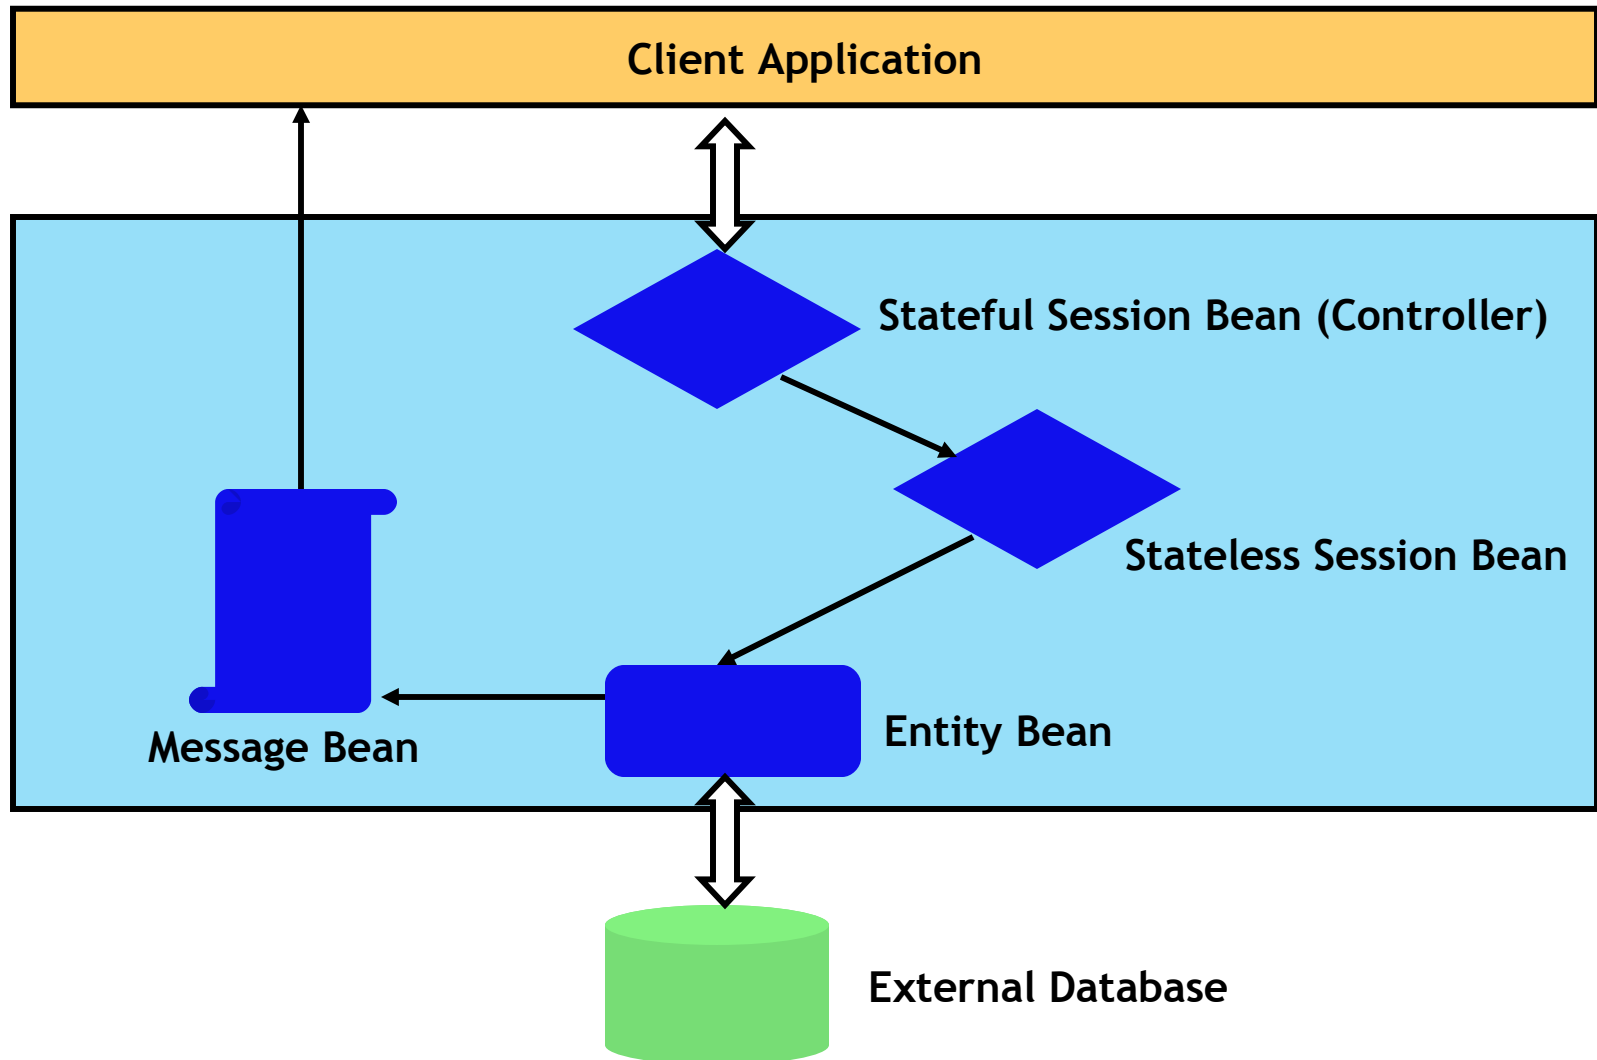 Client Application
Stateful Session Bean (Controller)
Stateless Session Bean
Entity Bean
Message Bean
External Database